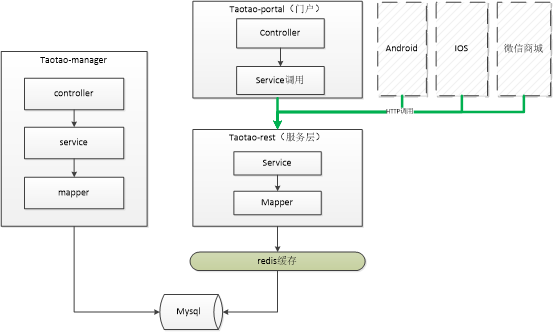 Taotao-portal（门户）
Controller
Service调用
Android
IOS
微信商城
HTTP调用
Taotao-manager
controller
service
mapper
Taotao-rest（服务层）
Service
Mapper
redis缓存
Mysql